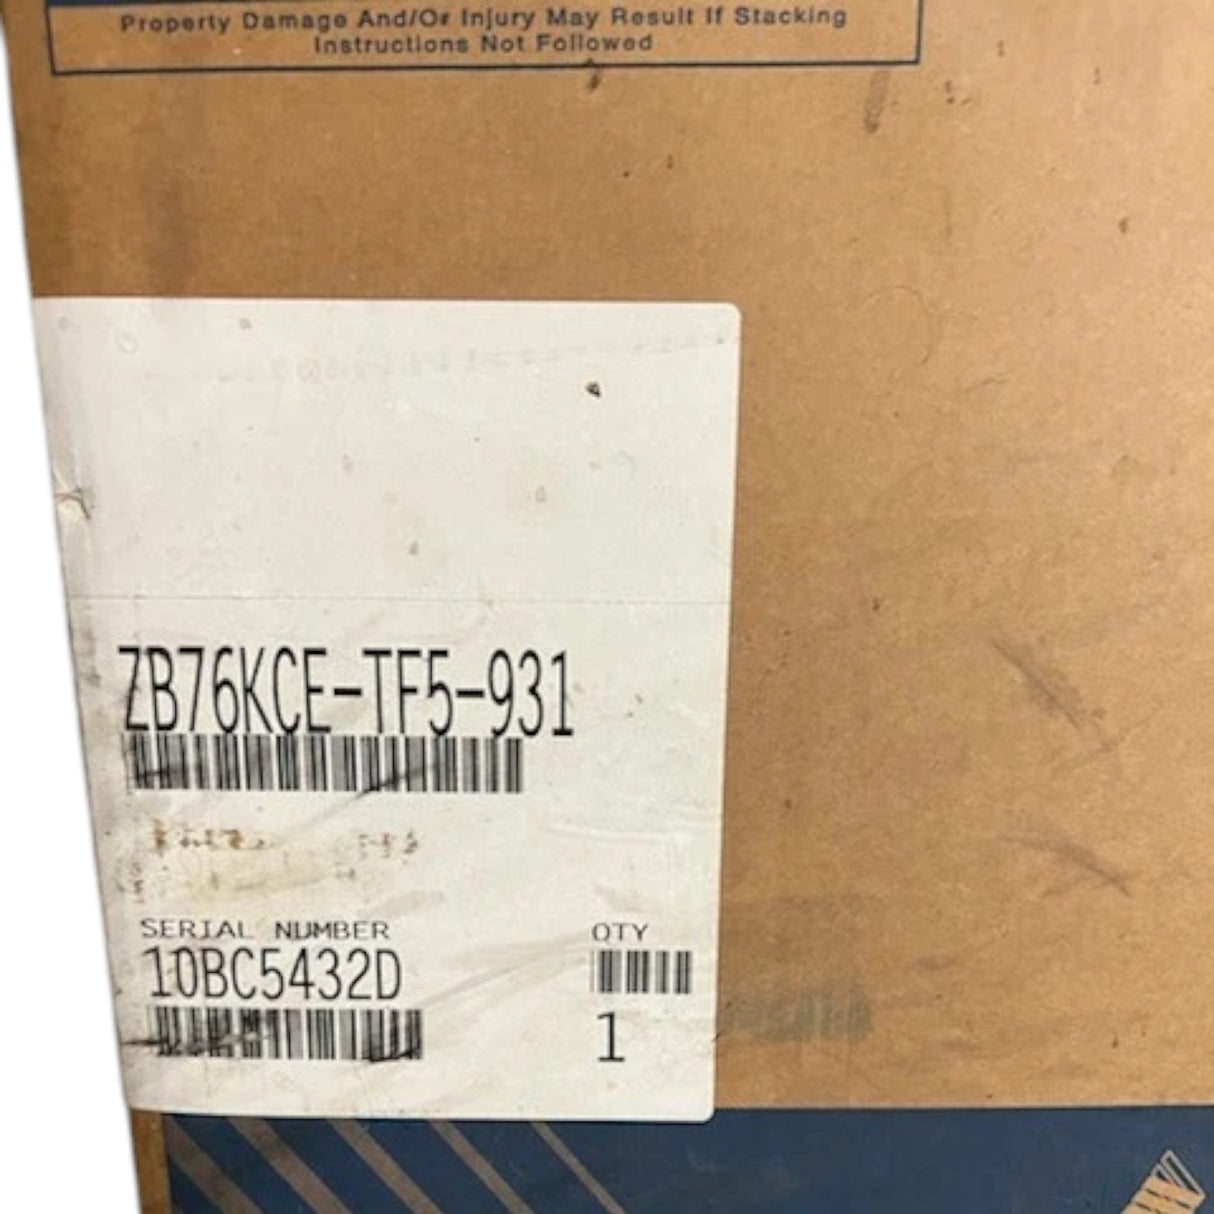 Property Damage And/Or Injury May Result If Stacking
Instructions Not Followed
ZB76KCE-TF5-931
SERIAL NUMBER
10BC5432D
QTY
1